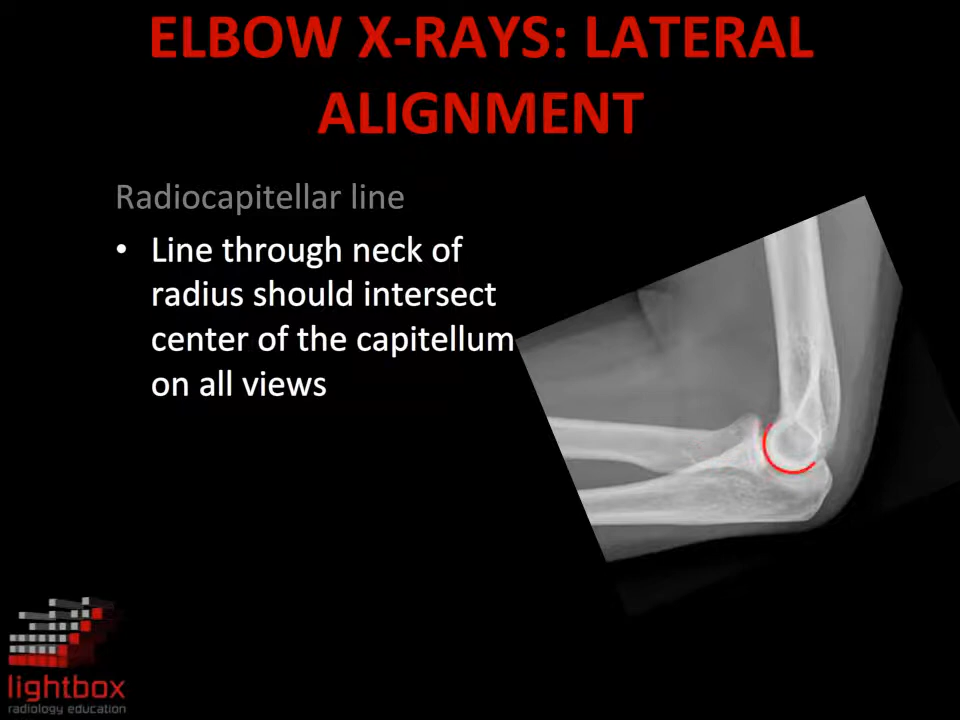 ELBOW X-RAYS: LATERAL
ALIGNMENT
Radiocapitellar line
• Line through neck of
radius should intersect
center of the capitellum
on all views
lightbox
radiology education